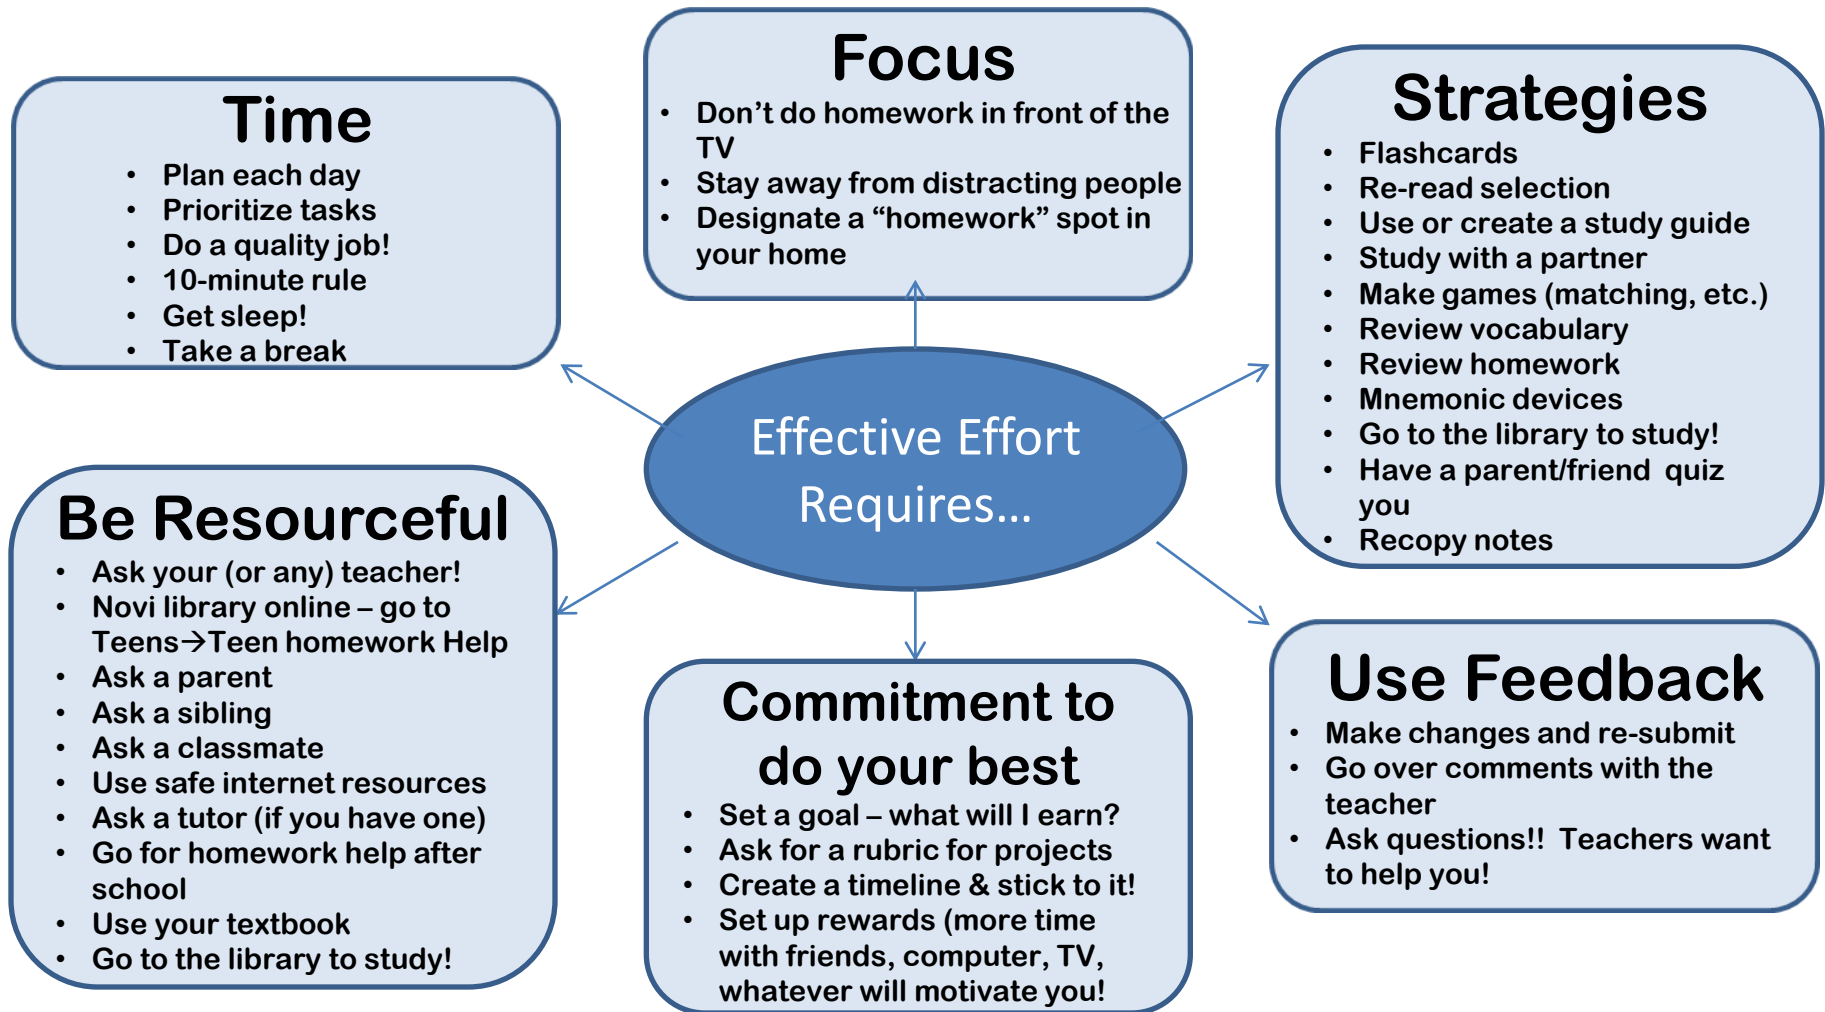 Time
• Plan each day
• Prioritize tasks
• Do a quality job!
• 10-minute rule
• Get sleep!
• Take a break
Focus
• Don’t do homework in front of the
TV
• Stay away from distracting people
• Designate a “homework” spot in
your home
Strategies
• Flashcards
• Re-read selection
• Use or create a study guide
• Study with a partner
• Make games (matching, etc.)
• Review vocabulary
• Review homework
• Mnemonic devices
• Go to the library to study!
• Have a parent/friend  quiz
you
• Recopy notes
Effective Effort
Requires…
Be Resourceful
• Ask your (or any) teacher!
• Novi library online – go to
Teens→Teen homework Help
• Ask a parent
• Ask a sibling
• Ask a classmate
• Use safe internet resources
• Ask a tutor (if you have one)
• Go for homework help after
school
• Use your textbook
• Go to the library to study!
Commitment to
do your best
• Set a goal – what will I earn?
• Ask for a rubric for projects
• Create a timeline & stick to it!
• Set up rewards (more time
with friends, computer, TV,
whatever will motivate you!
Use Feedback
• Make changes and re-submit
• Go over comments with the
teacher
• Ask questions!!  Teachers want
to help you!